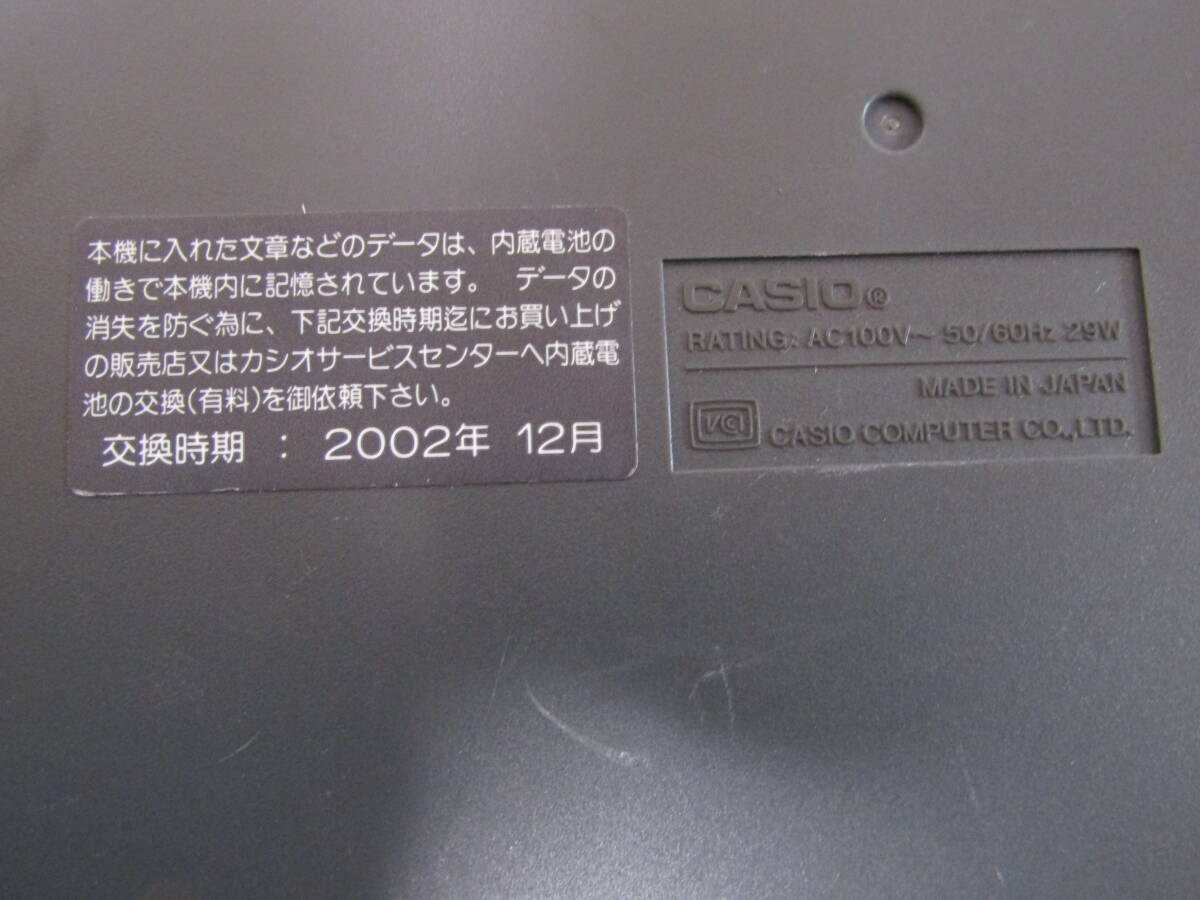 本機に入れた文章などのデータは、内蔵電池の
働きで本機内に記憶されています。 データの
消失を防ぐ為に、下記交換時期迄にお買い上げ
の販売店又はカシオサービスセンターへ内蔵電
池の交換(有料)を御依頼下さい。
交換時期 : 2002年 12月
CASIO®
RATING: AC100V~ 50/60Hz 29W
MADE IN JAPAN
VCI CASIO COMPUTER CO.,LTD.